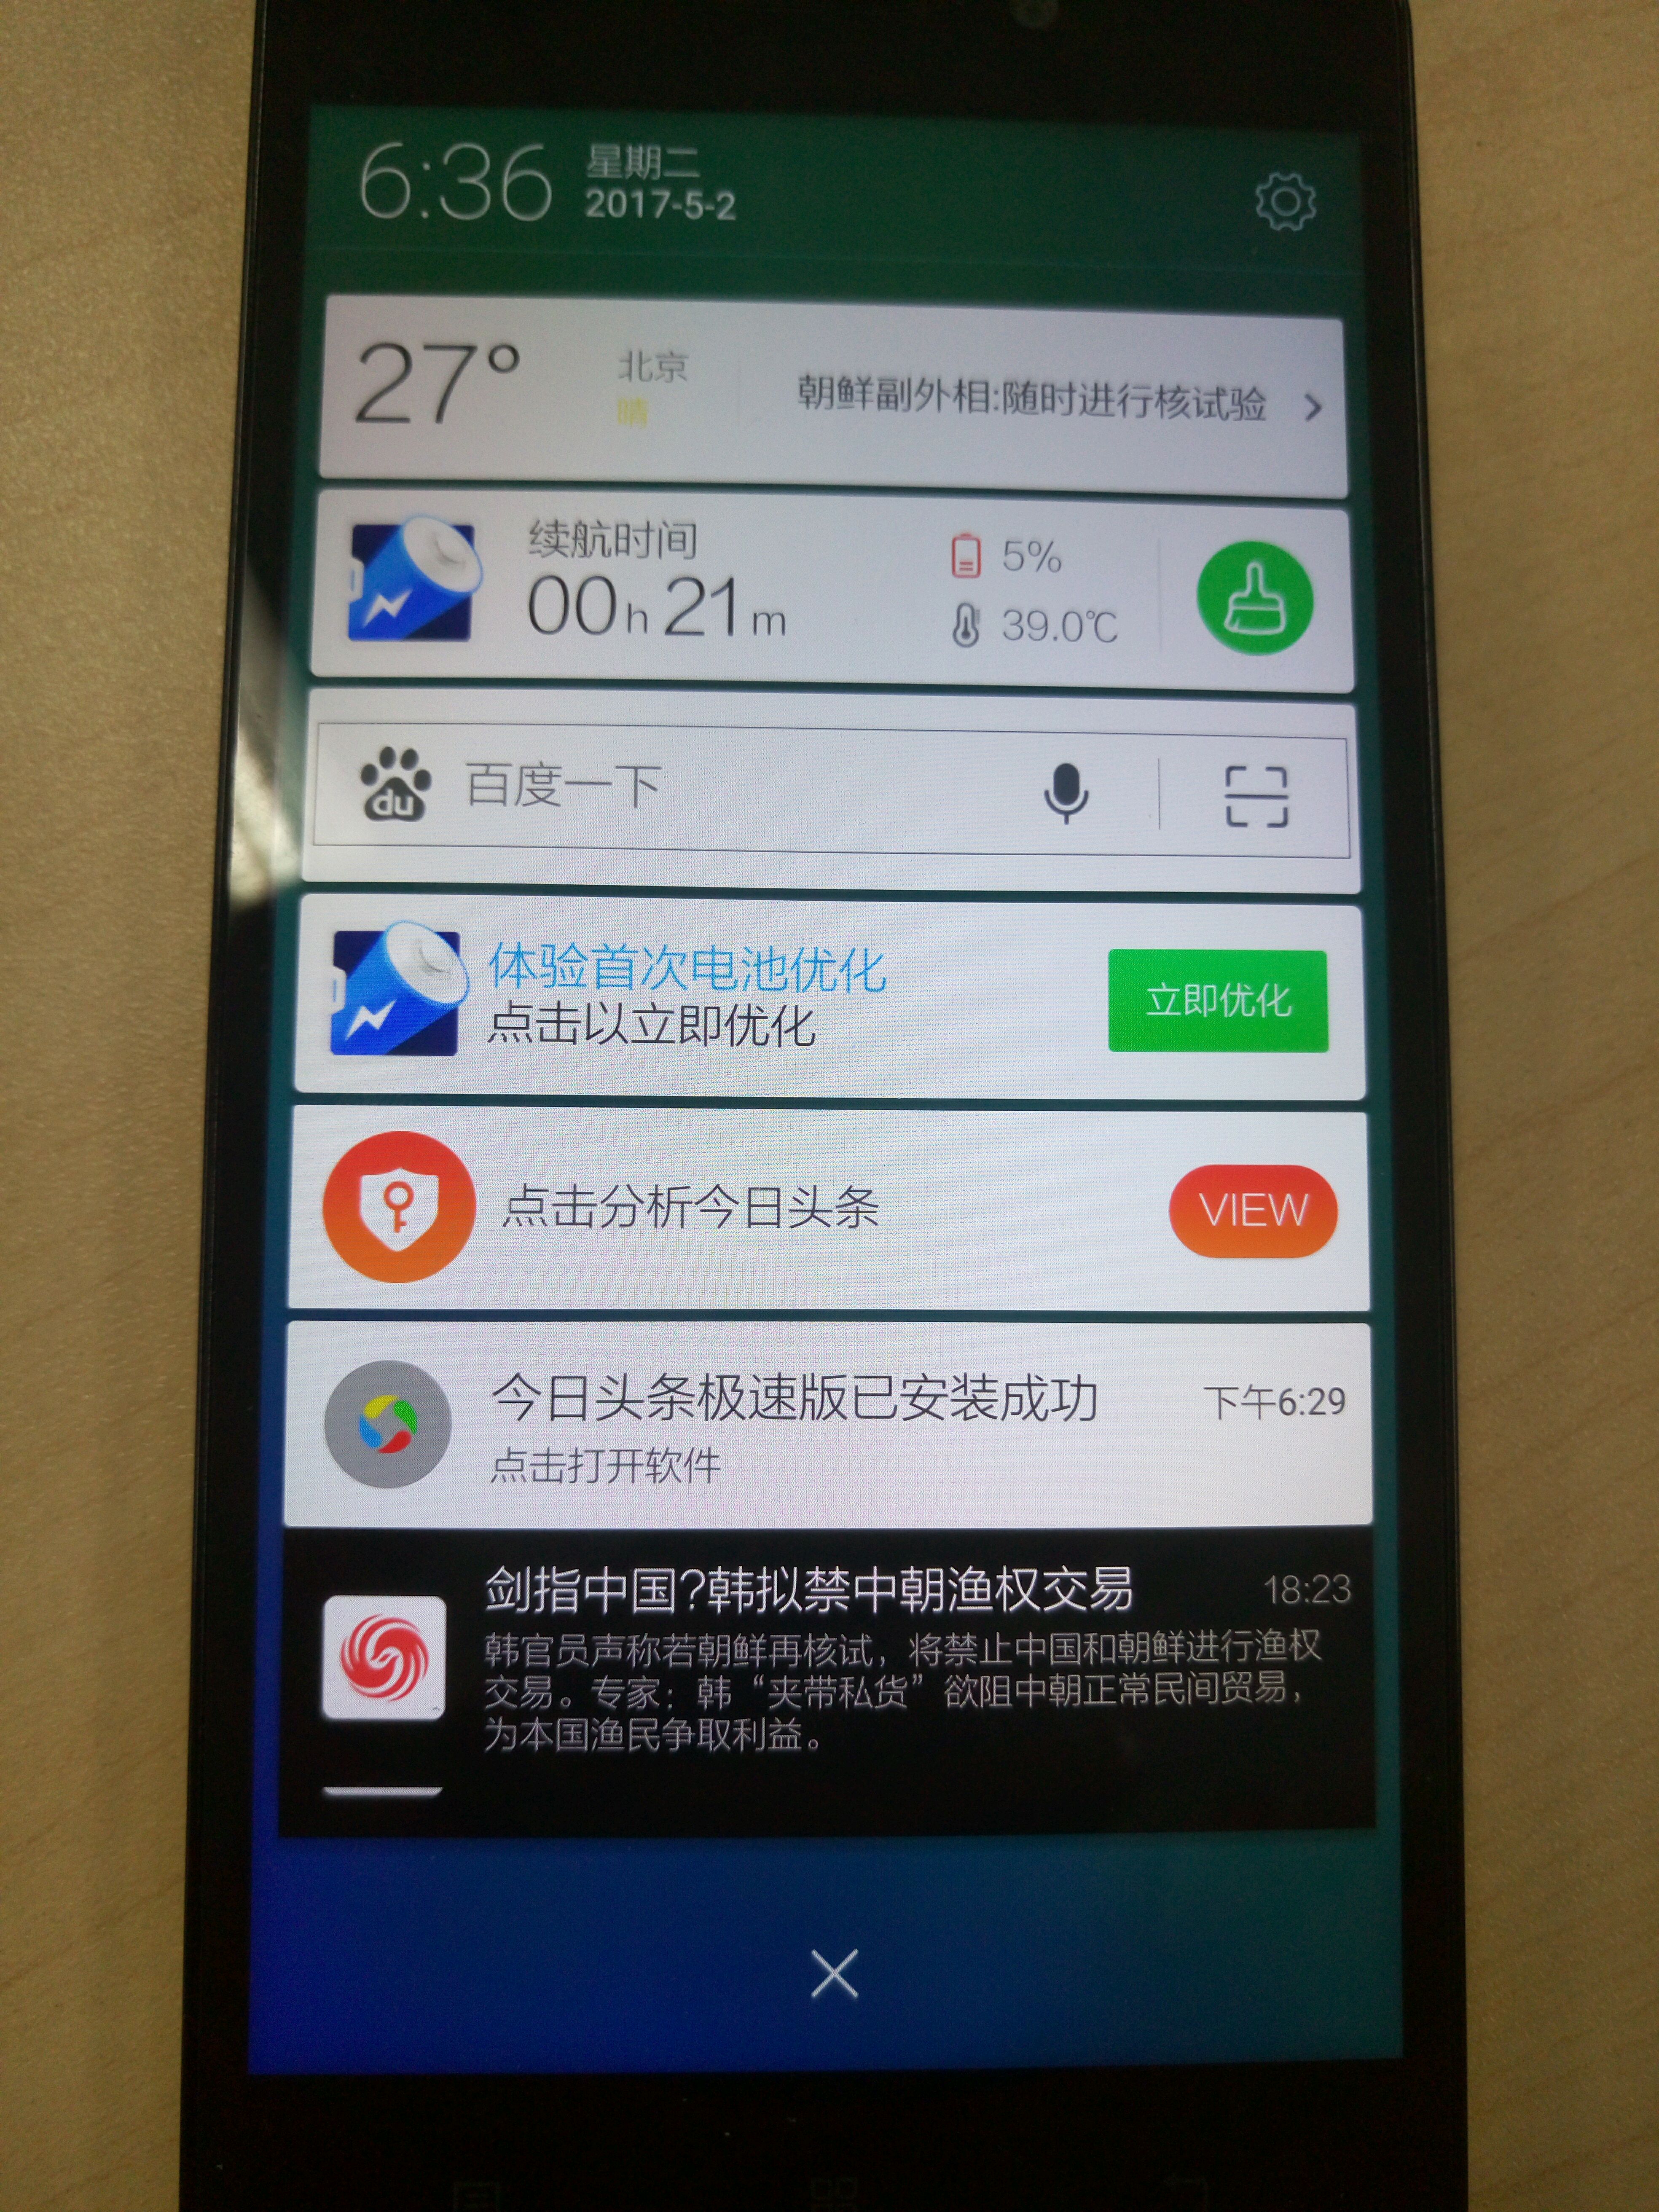 6:36
星期二
2017-5-2
27°
北京
晴
朝鲜副外相:随时进行核试验
续航时间
00h21m
5%
39.0℃
du
百度一下
体验首次电池优化
点击以立即优化
立即优化
点击分析今日头条
VIEW
今日头条极速版已安装成功
下午6:29
点击打开软件
剑指中国?韩拟禁中朝渔权交易
18:23
韩官员声称若朝鲜再核试，将禁止中国和朝鲜进行渔权
交易。专家：韩“夹带私货”欲阻中朝正常民间贸易，
为本国渔民争取利益。